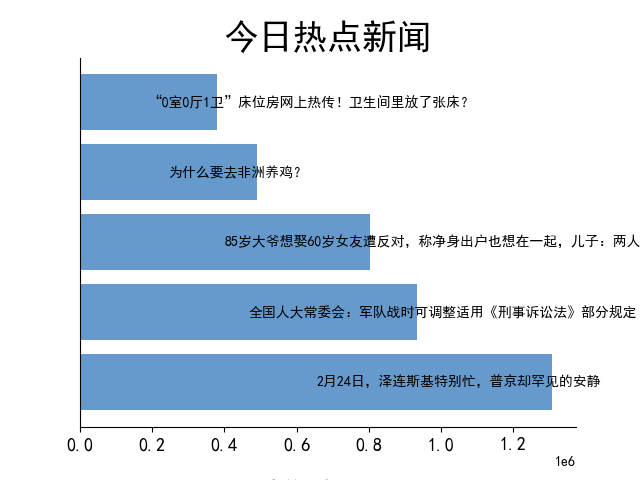 今日热点新闻
“0室0厅1卫”床位房网上热传！卫生间里放了张床？
为什么要去非洲养鸡？
85岁大爷想娶60岁女友遭反对，称净身出户也想在一起，儿子：两人
全国人大常委会：军队战时可调整适用《刑事诉讼法》部分规定
2月24日，泽连斯基特别忙，普京却罕见的安静
0.0 0.2 0.4 0.6 0.8 1.0 1.2
1e6